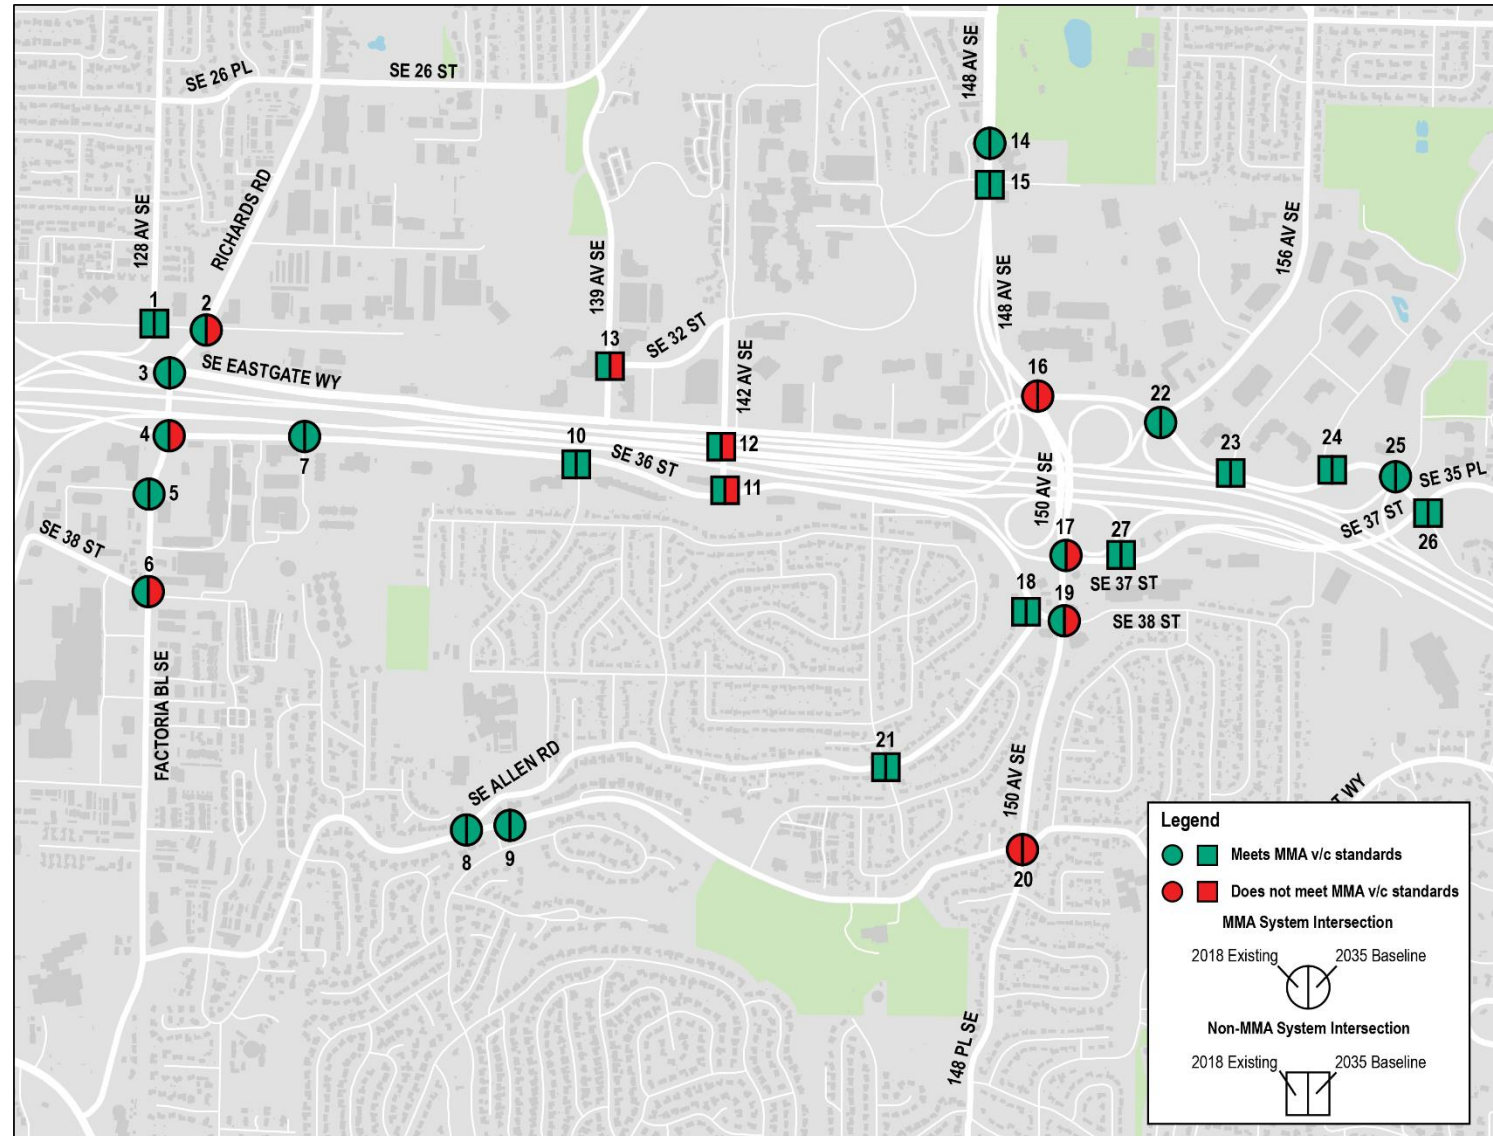 148 AV SE
SE 26 PL
SE 26 ST
14
15
128 AV SE
RICHARDS RD
139 AV SE
148 AV SE
156 AV SE
1
2
13
SE 32 ST
142 AV SE
3
SE EASTGATE WY
16
22
4
7
10
SE 36 ST
12
11
23
24
25
SE 35 PL
SE 37 ST
26
5
SE 38 ST
6
150 AV SE
17
27
SE 37 ST
18
19
SE 38 ST
FACTORIA BL SE
21
SE ALLEN RD
8
9
150 AV SE
20
148 PL SE
T WY
Legend
Meets MMA v/c standards
Does not meet MMA v/c standards
MMA System Intersection
2018 Existing 2035 Baseline
Non-MMA System Intersection
2018 Existing 2035 Baseline